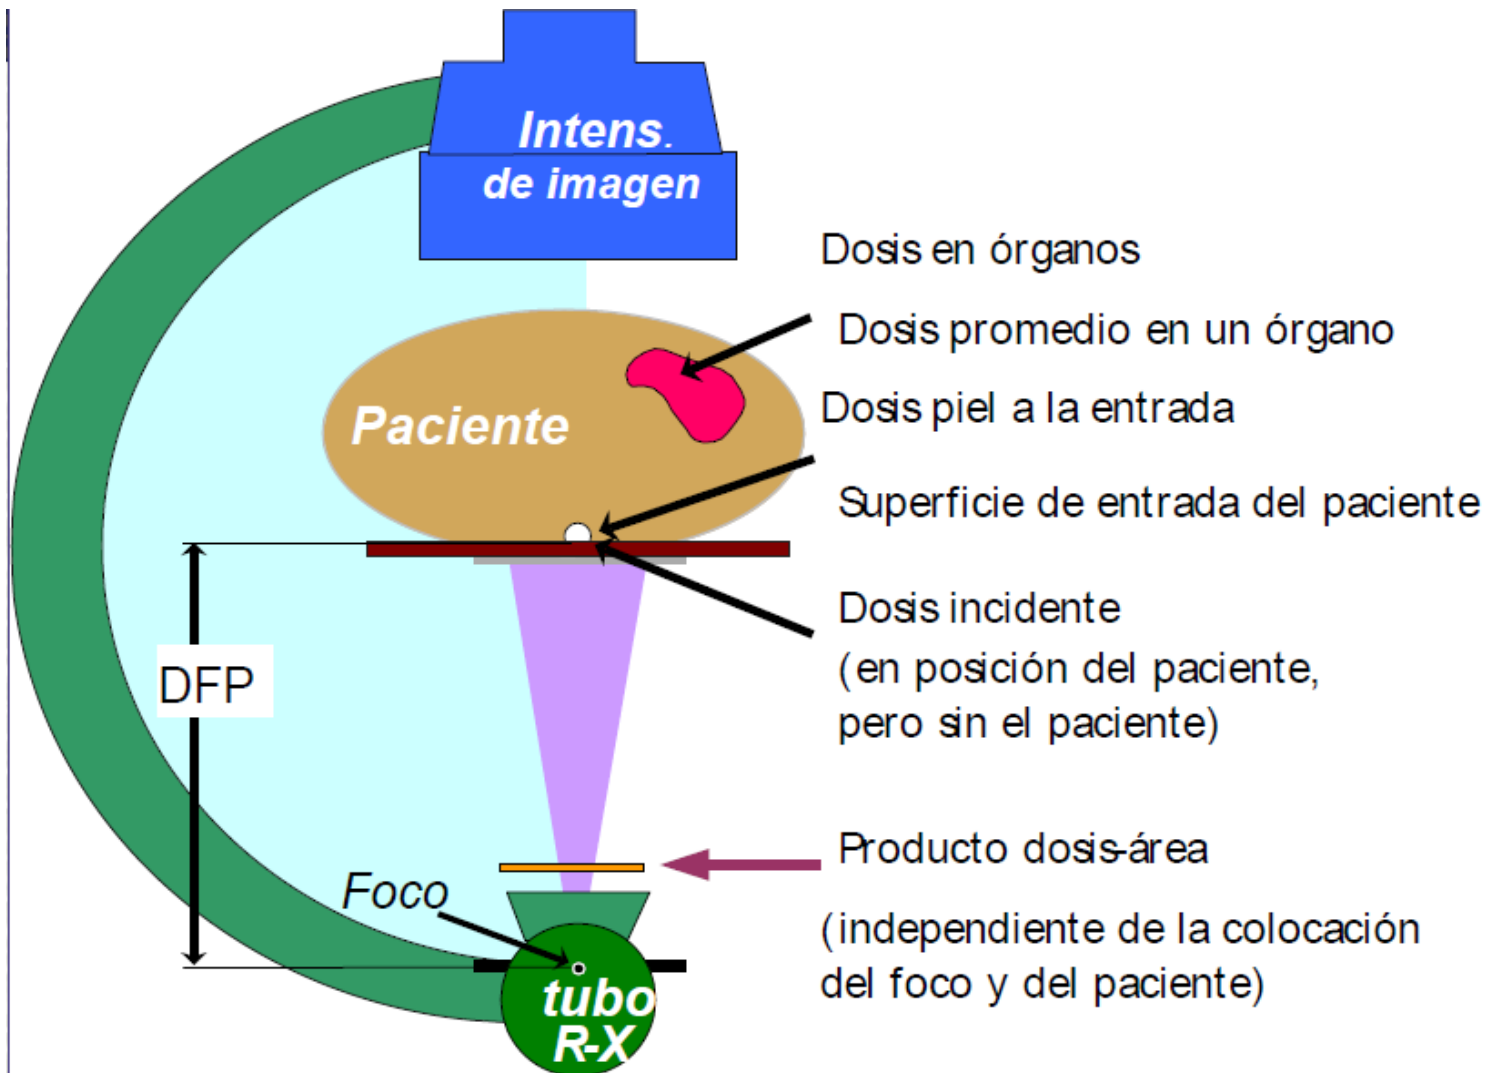 Intens.
de imagen
Dosis en órganos
Dosis promedio en un órgano
Dosis piel a la entrada
Paciente
Superficie de entrada del paciente
Dosis incidente
(en posición del paciente,
pero sin el paciente)
DFP
Producto dosis-área
Foco
(independiente de la colocación
del foco y del paciente)
tubo
R-X